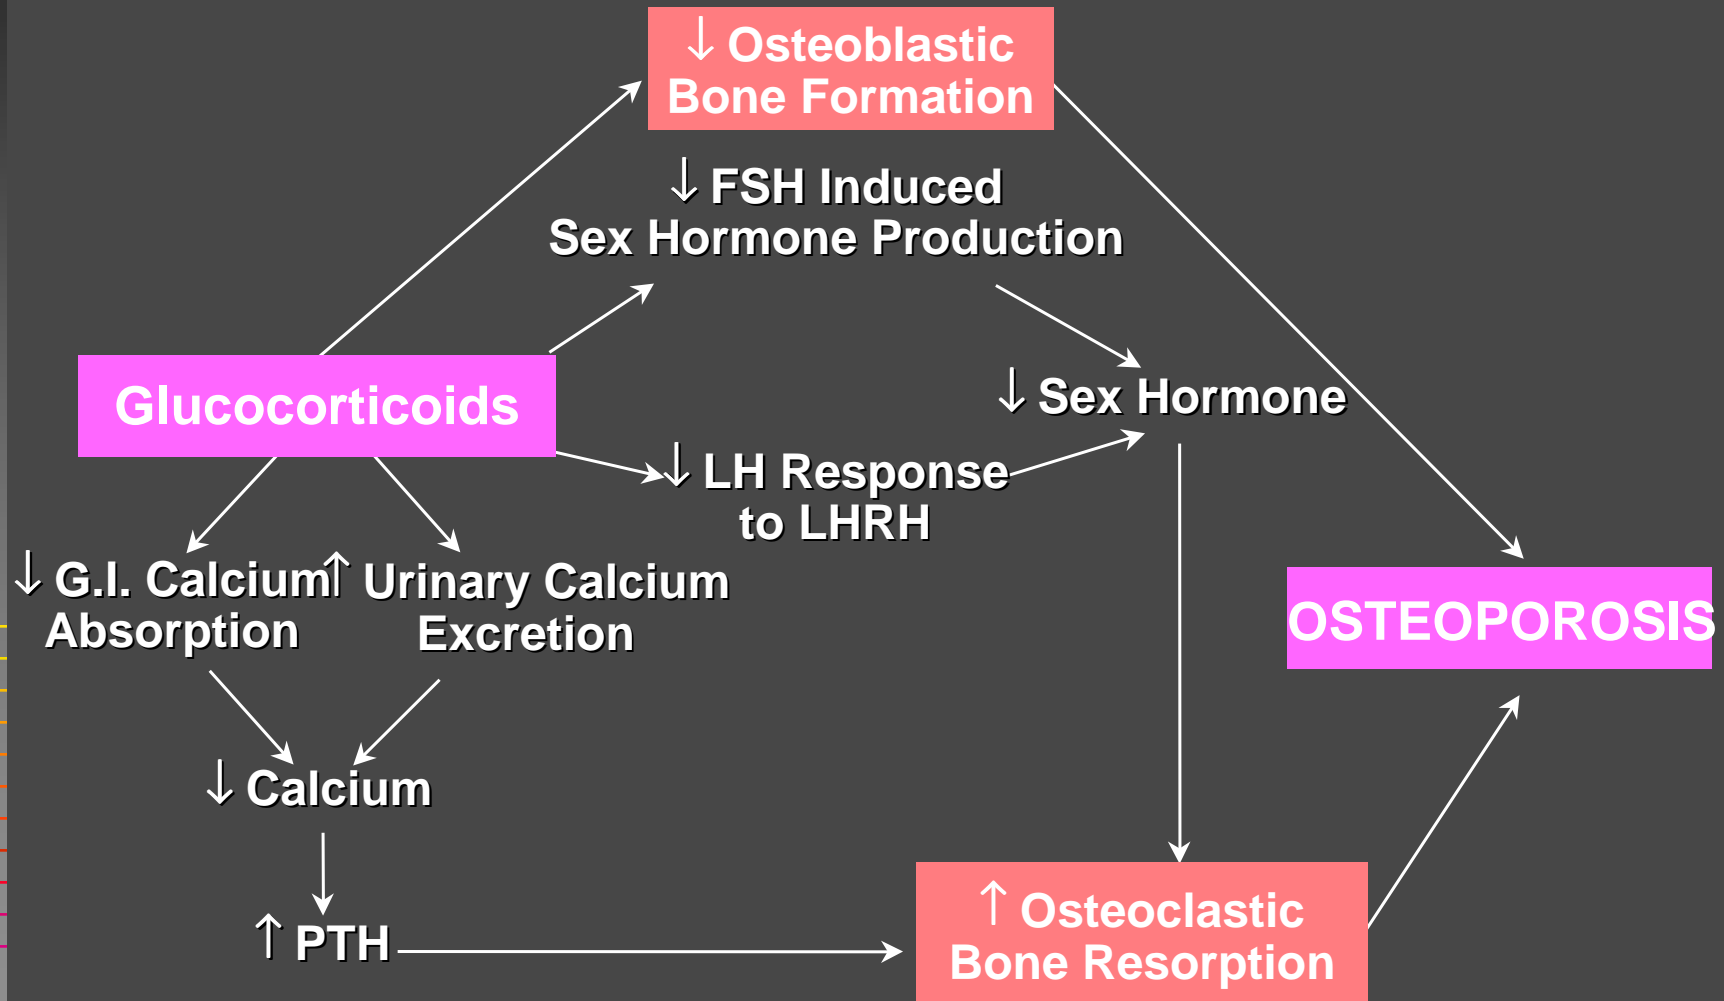 ↓ Osteoblastic
Bone Formation
↓ FSH Induced
Sex Hormone Production
Glucocorticoids
↓ Sex Hormone
↓ LH Response
to LHRH
↓ G.I. Calcium
Absorption
↑ Urinary Calcium
Excretion
OSTEOPOROSIS
↓ Calcium
↑ PTH
↑ Osteoclastic
Bone Resorption